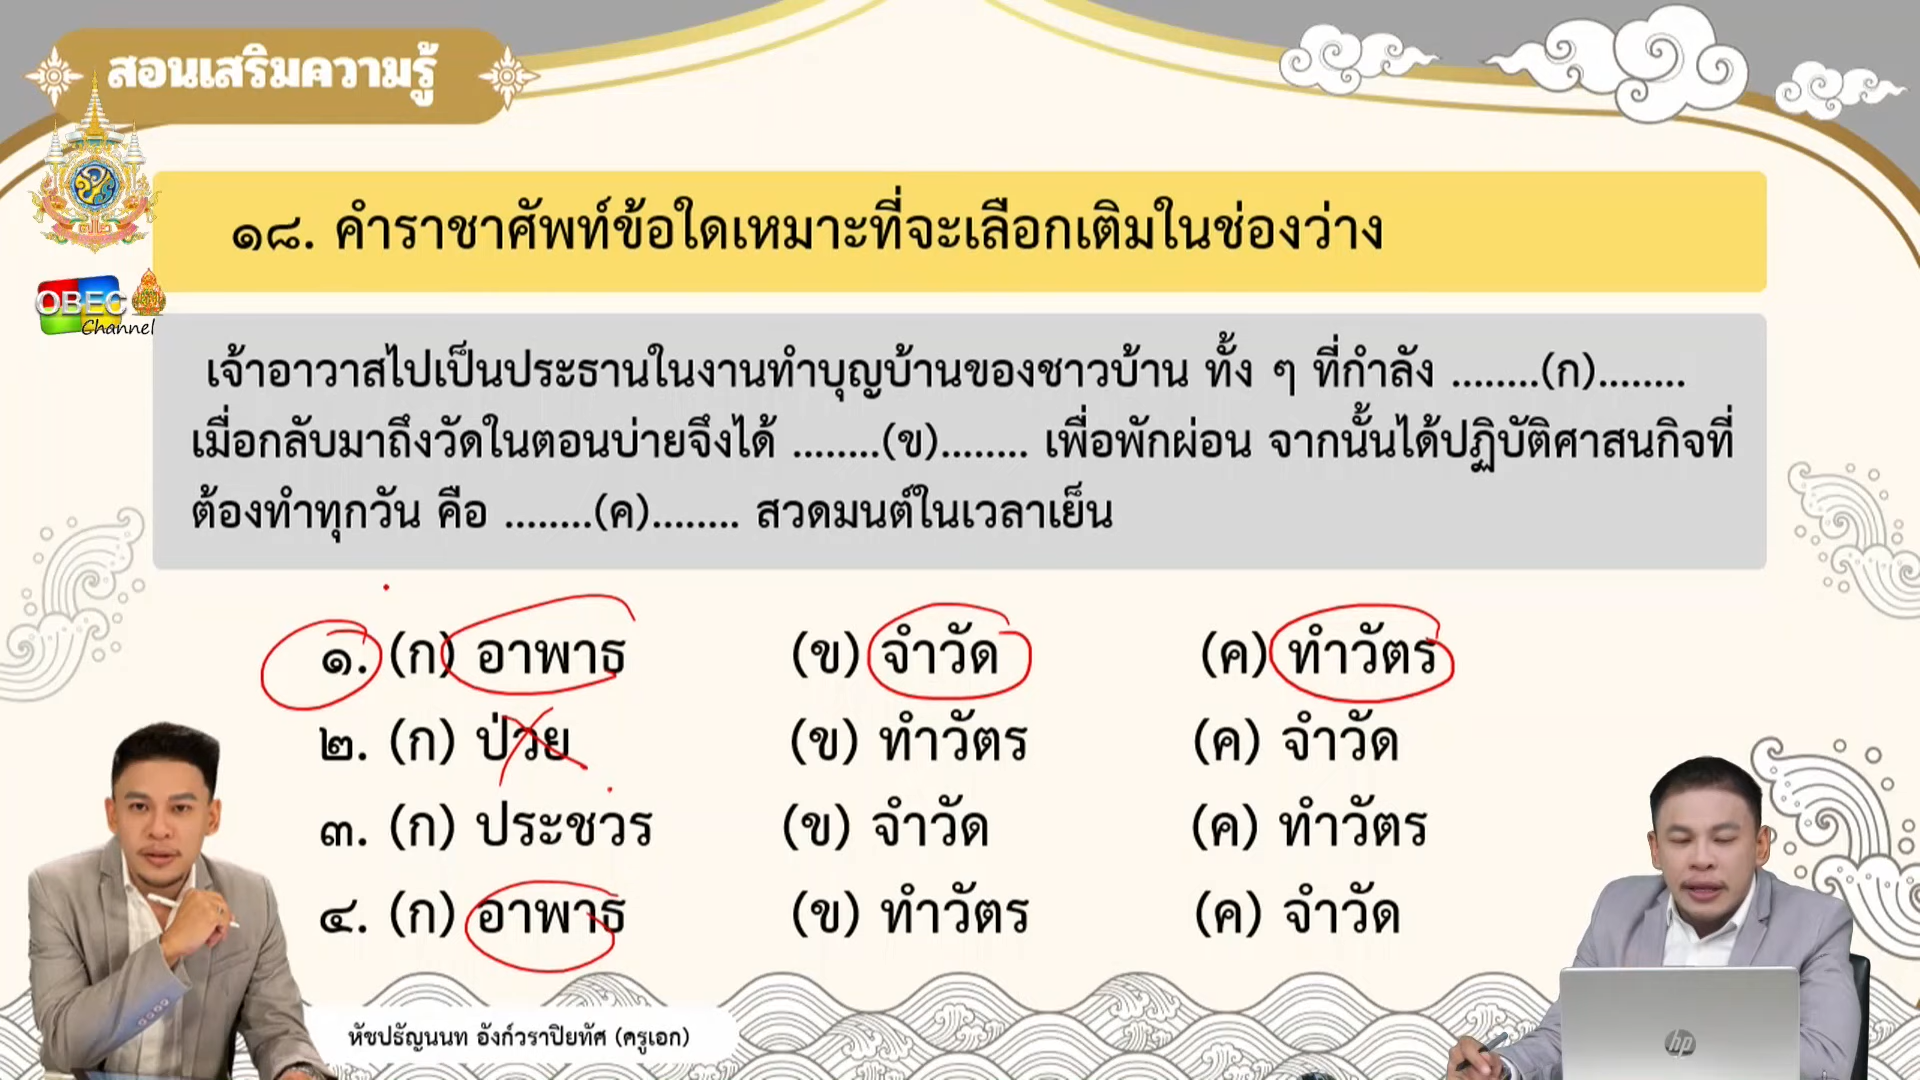 สอนเสริมความรู้
OBEC
Channel
๑๘. คำราชาศัพท์ข้อใดเหมาะที่จะเลือกเติมในช่องว่าง
เจ้าอาวาสไปเป็นประธานในงานทำบุญบ้านของชาวบ้าน ทั้ง ๆ ที่กำลัง ........(ก)........
เมื่อกลับมาถึงวัดในตอนบ่ายจึงได้ ........(ข)........ เพื่อพักผ่อน จากนั้นได้ปฏิบัติศาสนกิจที่
ต้องทำทุกวัน คือ ........(ค)........ สวดมนต์ในเวลาเย็น
๑. (ก) อาพาธ (ข) จำวัด (ค) ทำวัตร
๒. (ก) ป่วย (ข) ทำวัตร (ค) จำวัด
๓. (ก) ประชวร (ข) จำวัด (ค) ทำวัตร
๔. (ก) อาพาธ (ข) ทำวัตร (ค) จำวัด
หัชปรัญนนท อังก์วราปิยทัศ (ครูเอก)
hp